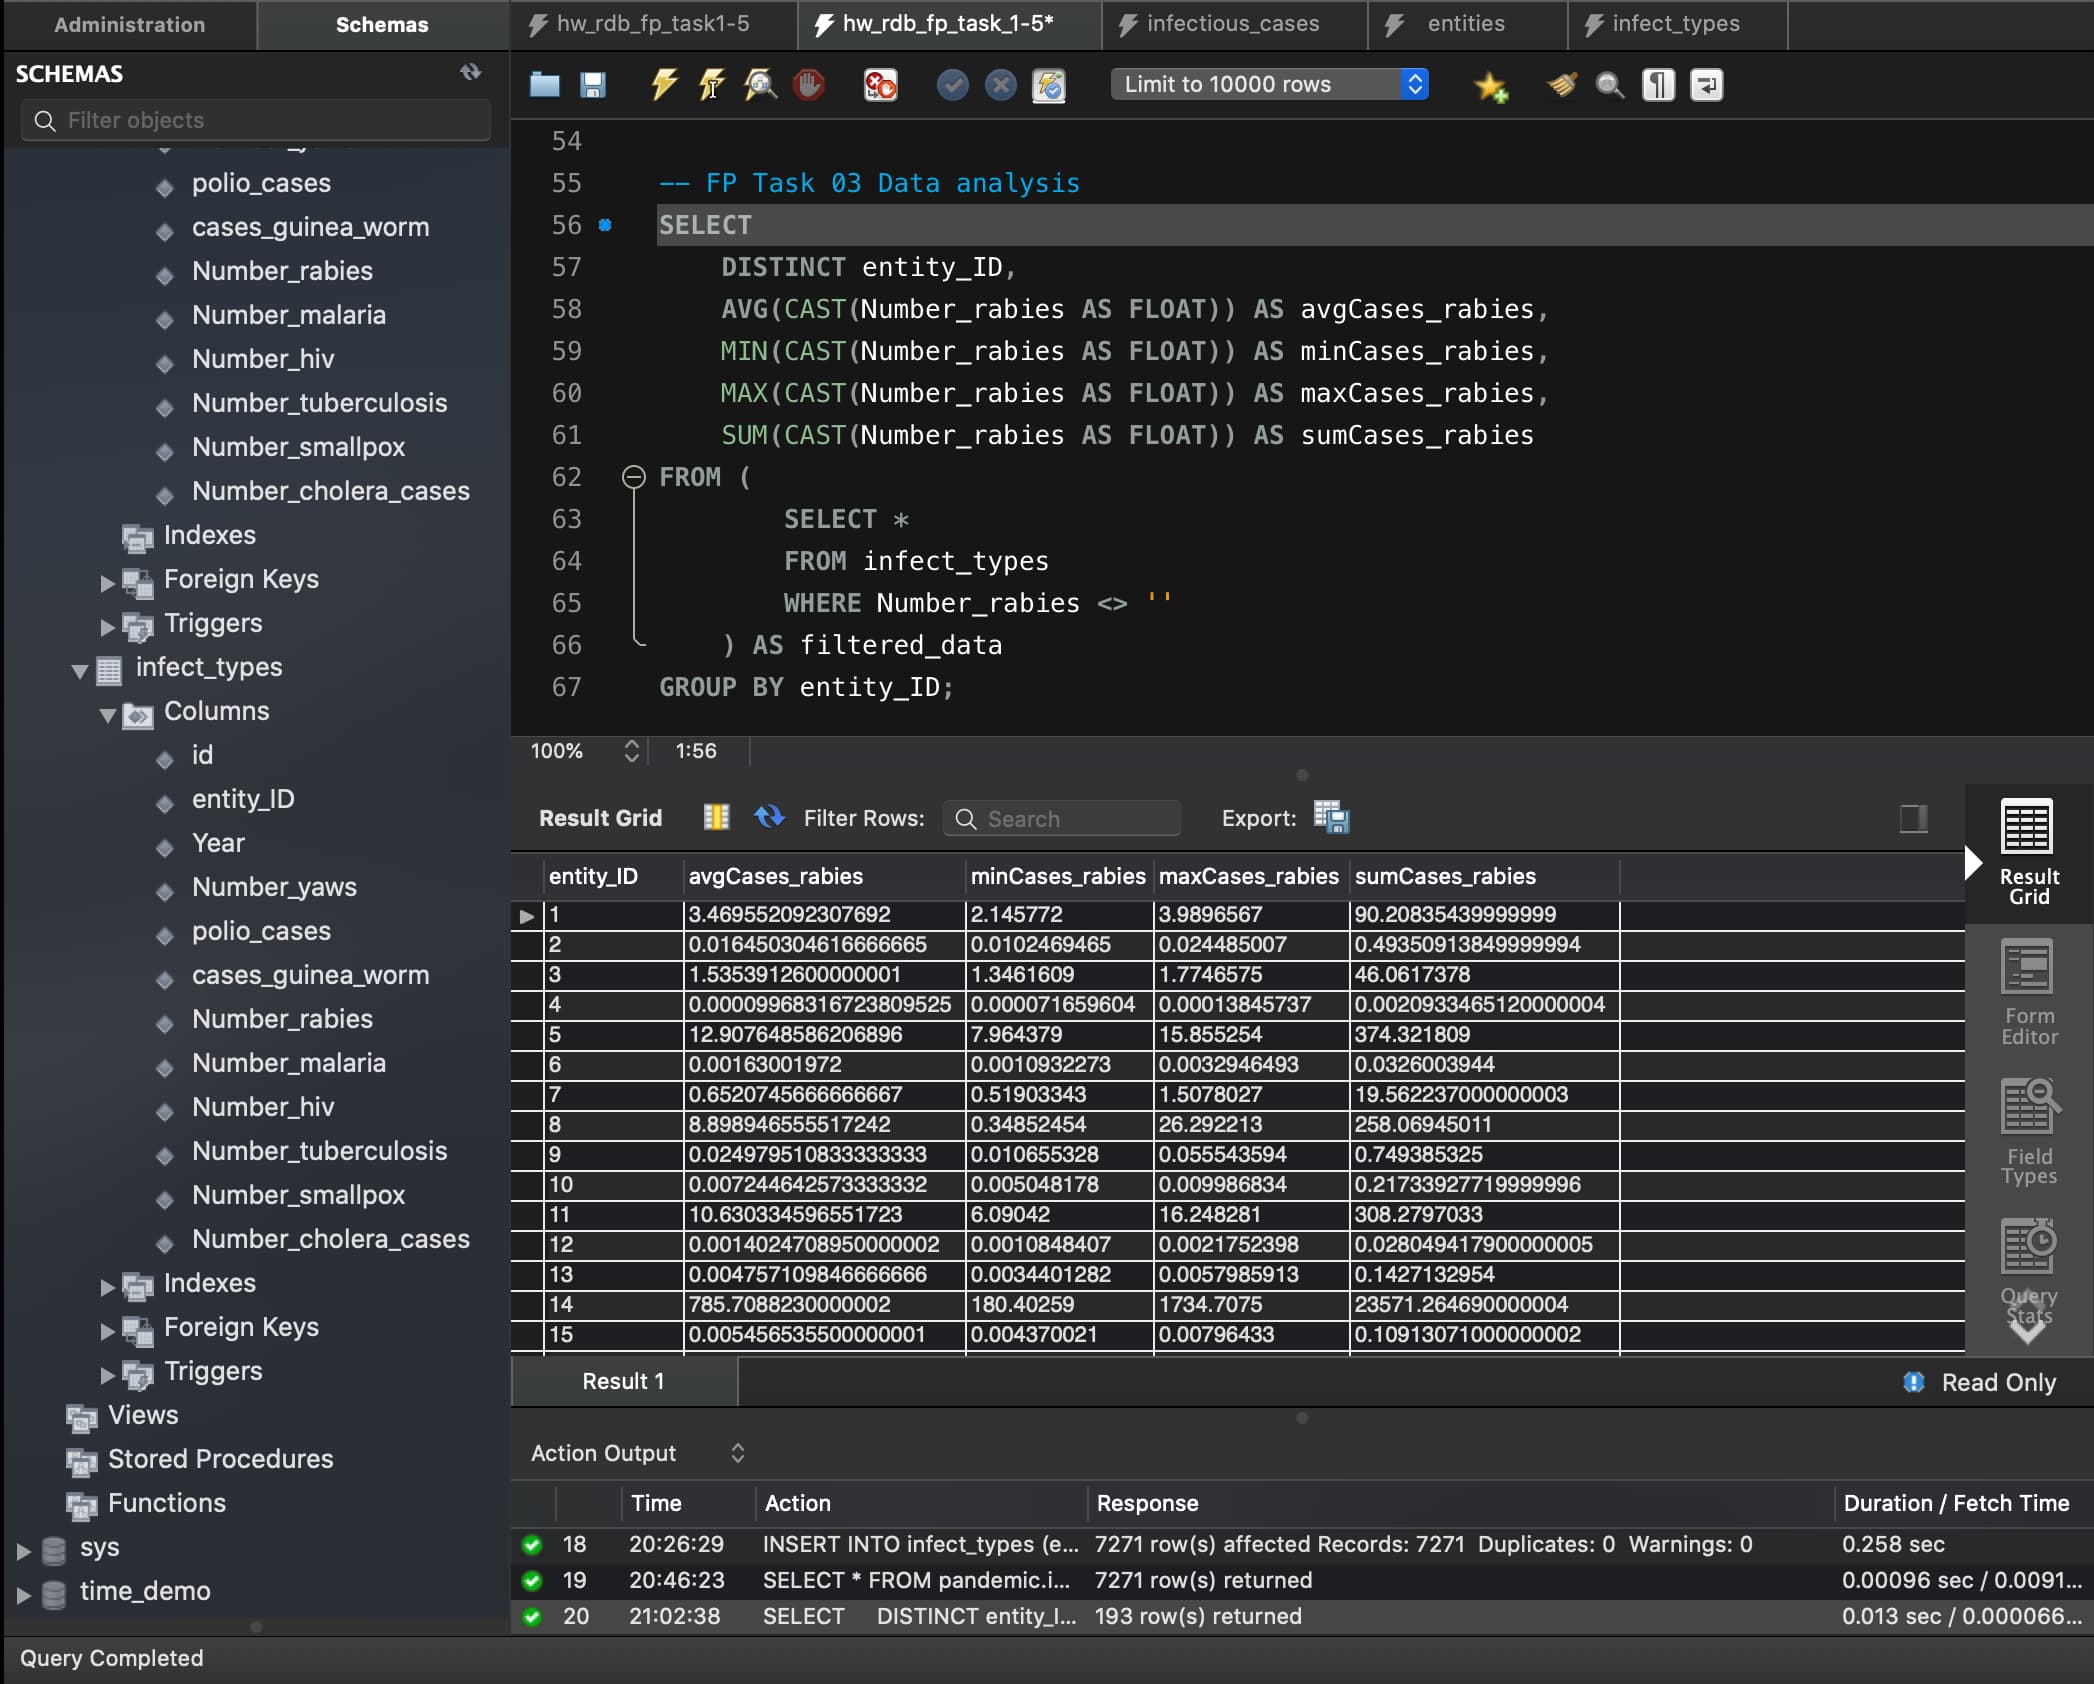 Administration
Schemas
hw_rdb_fp_task1-5
hw_rdb_fp_task_1-5*
infectious_cases
entities
infect_types
SCHEMAS
Filter objects
polio_cases
cases_guinea_worm
Number_rabies
Number_malaria
Number_hiv
Number_tuberculosis
Number_smallpox
Number_cholera_cases
Indexes
Foreign Keys
Triggers
infect_types
Columns
id
entity_ID
Year
Number_yaws
polio_cases
cases_guinea_worm
Number_rabies
Number_malaria
Number_hiv
Number_tuberculosis
Number_smallpox
Number_cholera_cases
Indexes
Foreign Keys
Triggers
Views
Stored Procedures
Functions
sys
time_demo
Limit to 10000 rows
54
55 -- FP Task 03 Data analysis
56 SELECT
57 DISTINCT entity_ID,
58 AVG(CAST(Number_rabies AS FLOAT)) AS avgCases_rabies,
59 MIN(CAST(Number_rabies AS FLOAT)) AS minCases_rabies,
60 MAX(CAST(Number_rabies AS FLOAT)) AS maxCases_rabies,
61 SUM(CAST(Number_rabies AS FLOAT)) AS sumCases_rabies
62 FROM (
63 SELECT *
64 FROM infect_types
65 WHERE Number_rabies <> ''
66 ) AS filtered_data
67 GROUP BY entity_ID;
100% 1:56
Result Grid Filter Rows: Search Export:
entity_ID avgCases_rabies minCases_rabies maxCases_rabies sumCases_rabies
1 3.469552092307692 2.145772 3.9896567 90.20835439999999
2 0.016450304616666665 0.0102469465 0.024485007 0.49350913849999994
3 1.5353912600000001 1.3461609 1.7746575 46.0617378
4 0.00009968316723809525 0.000071659604 0.00013845737 0.0020933465120000004
5 12.907648586206896 7.964379 15.855254 374.321809
6 0.00163001972 0.0010932273 0.0032946493 0.0326003944
7 0.6520745666666667 0.51903343 1.5078027 19.562237000000003
8 8.898946555517242 0.34852454 26.292213 258.06945011
9 0.024979510833333333 0.010655328 0.055543594 0.749385325
10 0.0072446425733333332 0.005048178 0.009986834 0.21733927719999996
11 10.630334596551723 6.09042 16.248281 308.2797033
12 0.0014024708950000002 0.0010848407 0.0021752398 0.028049417900000005
13 0.004757109846666666 0.0034401282 0.0057985913 0.1427132954
14 785.7088230000002 180.40259 1734.7075 23571.264690000004
15 0.005456535500000001 0.004370021 0.00796433 0.10913071000000002
Result
Grid
Form
Editor
Field
Types
Query
Stats
Result 1
Read Only
Action Output
Time Action Response Duration / Fetch Time
18 20:26:29 INSERT INTO infect_types (e... 7271 row(s) affected Records: 7271 Duplicates: 0 Warnings: 0 0.258 sec
19 20:46:23 SELECT * FROM pandemic.i... 7271 row(s) returned 0.00096 sec / 0.0091...
20 21:02:38 SELECT DISTINCT entity_I... 193 row(s) returned 0.013 sec / 0.000066...
Query Completed